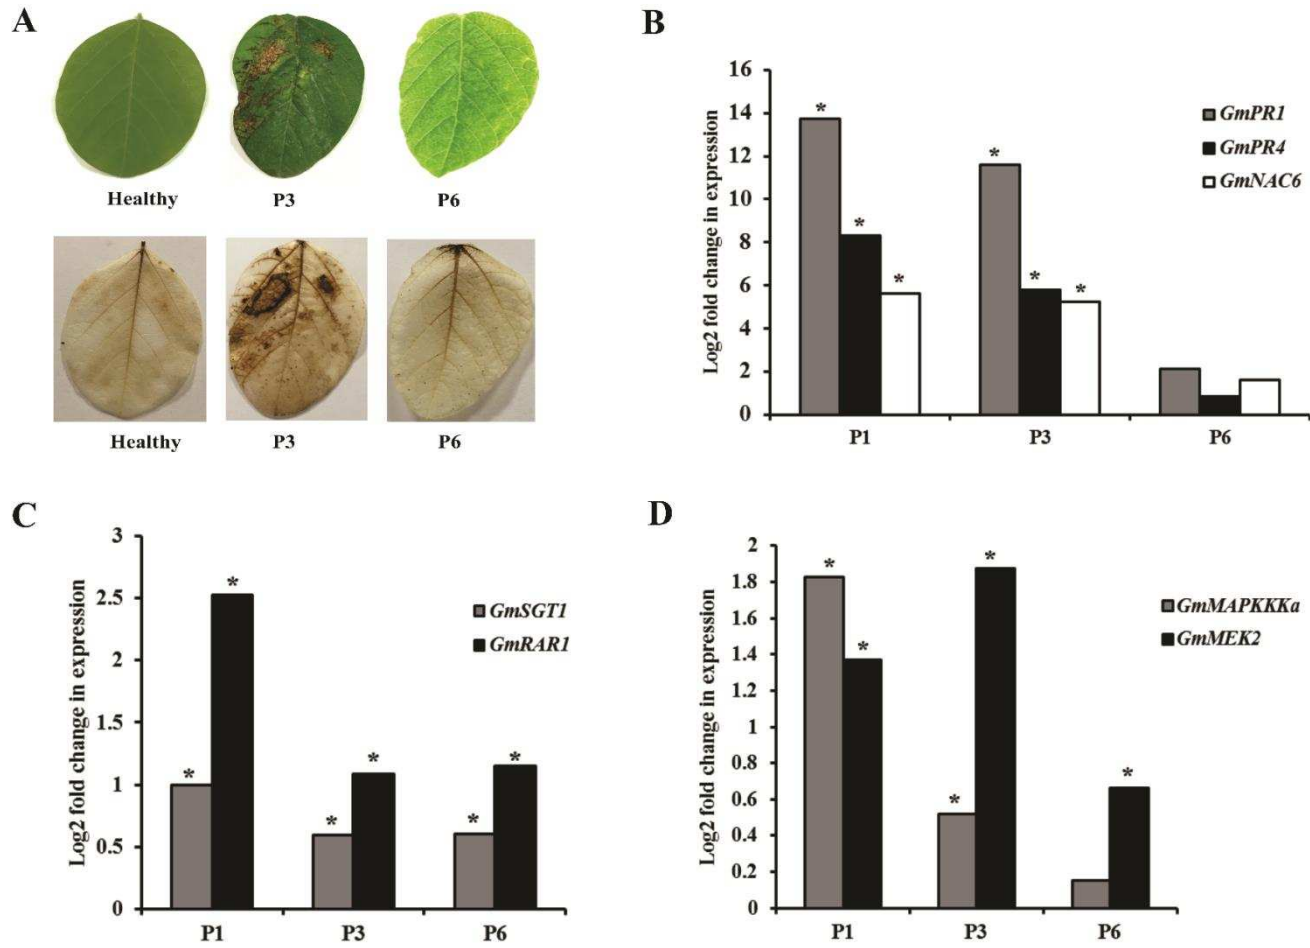 A
Healthy
P3
P6
Healthy
P3
P6
B
Log2 fold change in expression
16
14
12
10
8
6
4
2
0
*
*
*
*
*
*
P1
P3
P6
GmPR1
GmPR4
GmNAC6
C
Log2 fold change in expression
3
2.5
2
1.5
1
0.5
0
*
*
*
*
*
*
P1
P3
P6
GmSGT1
GmRAR1
D
Log2 fold change in expression
2
1.8
1.6
1.4
1.2
1
0.8
0.6
0.4
0.2
0
*
*
*
*
*
P1
P3
P6
GmMAPKKKa
GmMEK2